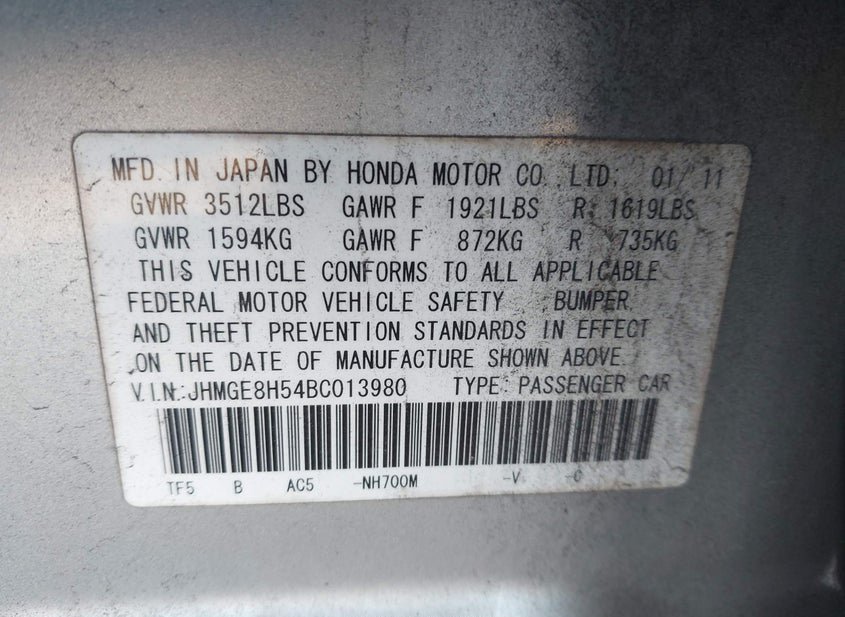 MFD. IN JAPAN BY HONDA MOTOR CO. LTD. 01/ 11
GVWR 3512LBS GAWR F 1921LBS R 1619LBS
GVWR 1594KG GAWR F 872KG R 735KG
THIS VEHICLE CONFORMS TO ALL APPLICABLE
FEDERAL MOTOR VEHICLE SAFETY , BUMPER,
AND THEFT PREVENTION STANDARDS IN EFFECT
ON THE DATE OF MANUFACTURE SHOWN ABOVE.
V.I.N.:JHMGE8H54BC013980 TYPE: PASSENGER CAR
TF5 B AC5 -NH700M -V -C